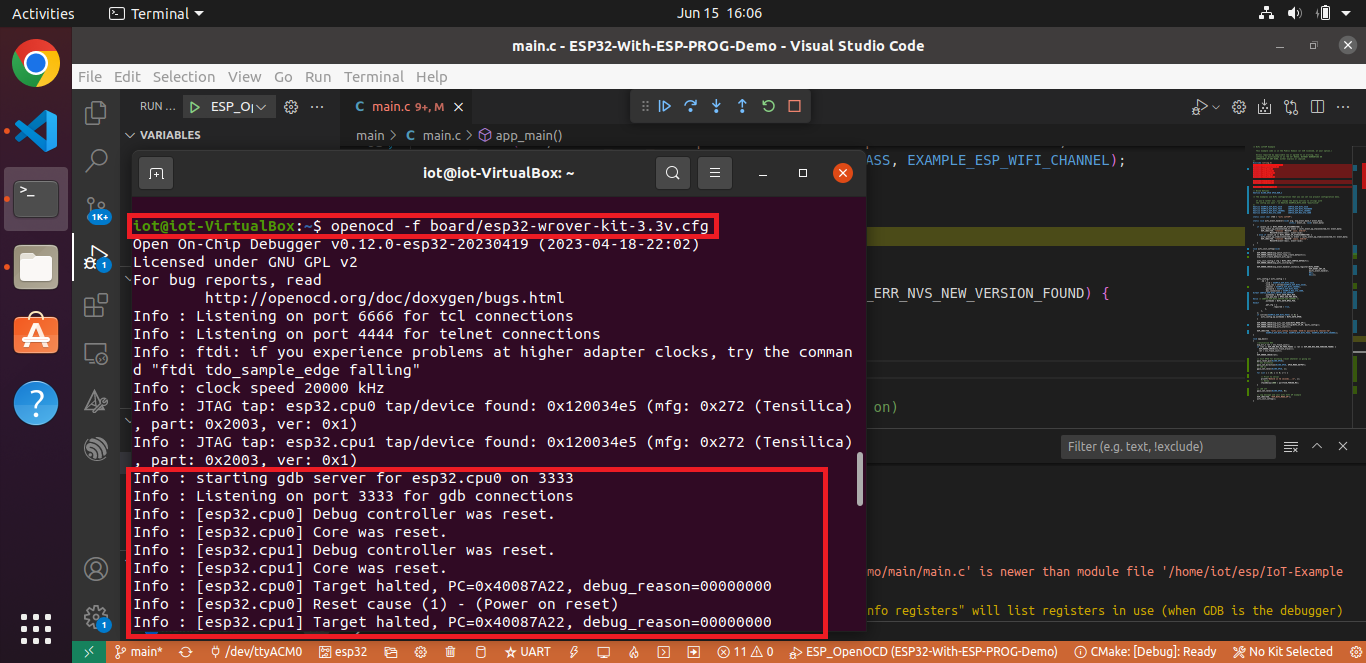 Activities
Terminal
Jun 15 16:06
main.c - ESP32-With-ESP-PROG-Demo - Visual Studio Code
File Edit Selection View Go Run Terminal Help
RUN ...
ESP_O
main.c 9+, M
VARIABLES
main > C main.c > app_main()
ASS, EXAMPLE_ESP_WIFI_CHANNEL);
iot@iot-VirtualBox: ~
iot@iot-VirtualBox:~$ openocd -f board/esp32-wrover-kit-3.3v.cfg
Open On-Chip Debugger v0.12.0-esp32-20230419 (2023-04-18-22:02)
Licensed under GNU GPL v2
For bug reports, read
http://openocd.org/doc/doxygen/bugs.html
Info : Listening on port 6666 for tcl connections
Info : Listening on port 4444 for telnet connections
Info : ftdi: if you experience problems at higher adapter clocks, try the comman
d "ftdi tdo_sample_edge falling"
Info : clock speed 20000 kHz
Info : JTAG tap: esp32.cpu0 tap/device found: 0x120034e5 (mfg: 0x272 (Tensilica)
, part: 0x2003, ver: 0x1)
Info : JTAG tap: esp32.cpu1 tap/device found: 0x120034e5 (mfg: 0x272 (Tensilica)
, part: 0x2003, ver: 0x1)
Info : starting gdb server for esp32.cpu0 on 3333
Info : Listening on port 3333 for gdb connections
Info : [esp32.cpu0] Debug controller was reset.
Info : [esp32.cpu0] Core was reset.
Info : [esp32.cpu1] Debug controller was reset.
Info : [esp32.cpu1] Core was reset.
Info : [esp32.cpu0] Target halted, PC=0x40087A22, debug_reason=00000000
Info : [esp32.cpu0] Reset cause (1) - (Power on reset)
Info : [esp32.cpu1] Target halted, PC=0x40087A22, debug_reason=00000000
_ERR_NVS_NEW_VERSION_FOUND) {
on)
Filter (e.g. text, !exclude)
mo/main/main.c' is newer than module file '/home/iot/esp/IoT-Example
nfo registers" will list registers in use (when GDB is the debugger)
1K+
1
1
main* /dev/ttyACM0 esp32 UART 11 0 ESP_OpenOCD (ESP32-With-ESP-PROG-Demo) CMake: [Debug]: Ready No Kit Selected